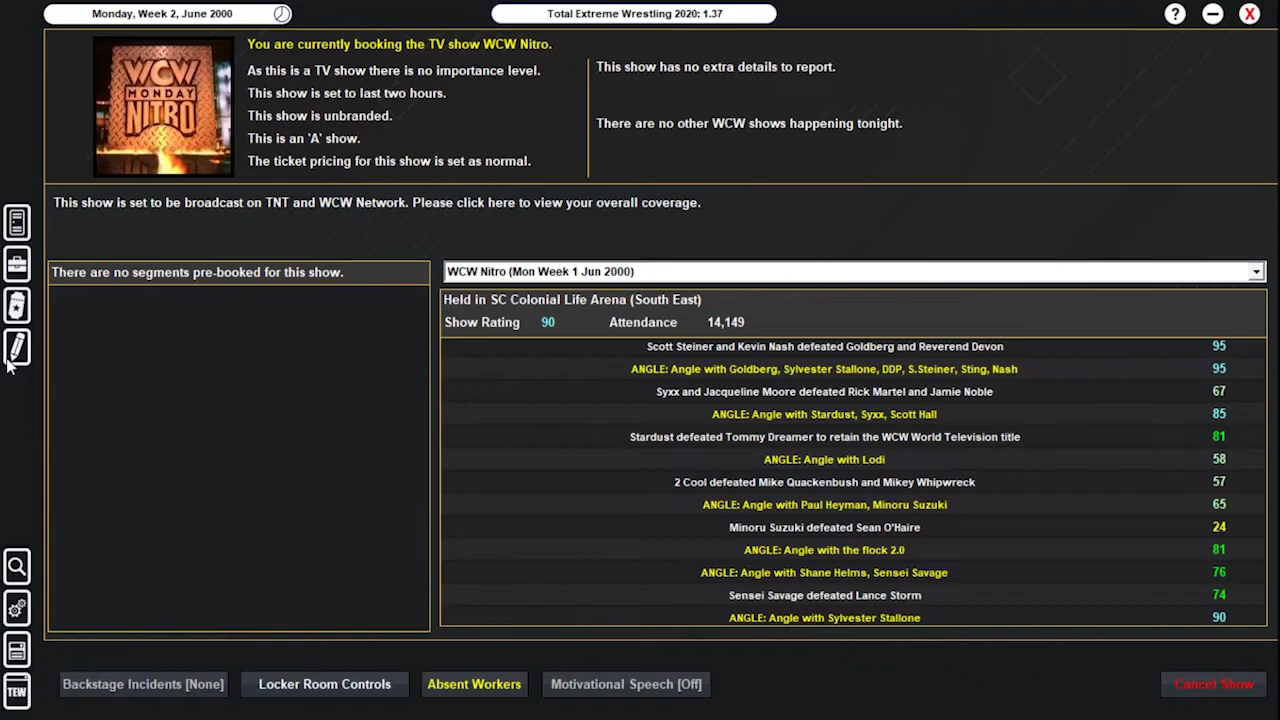 Monday, Week 2, June 2000
Total Extreme Wrestling 2020: 1.37
?
X
WCW
MONDAY
NITRO
You are currently booking the TV show WCW Nitro.
As this is a TV show there is no importance level.
This show is set to last two hours.
This show is unbranded.
This is an 'A' show.
The ticket pricing for this show is set as normal.
This show has no extra details to report.
There are no other WCW shows happening tonight.
This show is set to be broadcast on TNT and WCW Network. Please click here to view your overall coverage.
There are no segments pre-booked for this show.
WCW Nitro (Mon Week 1 Jun 2000)
Held in SC Colonial Life Arena (South East)
Show Rating 90 Attendance 14,149
Scott Steiner and Kevin Nash defeated Goldberg and Reverend Devon 95
ANGLE: Angle with Goldberg, Sylvester Stallone, DDP, S.Steiner, Sting, Nash 95
Syxx and Jacqueline Moore defeated Rick Martel and Jamie Noble 67
ANGLE: Angle with Stardust, Syxx, Scott Hall 85
Stardust defeated Tommy Dreamer to retain the WCW World Television title 81
ANGLE: Angle with Lodi 58
2 Cool defeated Mike Quackenbush and Mikey Whipwreck 57
ANGLE: Angle with Paul Heyman, Minoru Suzuki 65
Minoru Suzuki defeated Sean O'Haire 24
ANGLE: Angle with the flock 2.0 81
ANGLE: Angle with Shane Helms, Sensei Savage 76
Sensei Savage defeated Lance Storm 74
ANGLE: Angle with Sylvester Stallone 90
TEW
Backstage Incidents [None]
Locker Room Controls
Absent Workers
Motivational Speech [Off]
Cancel Show